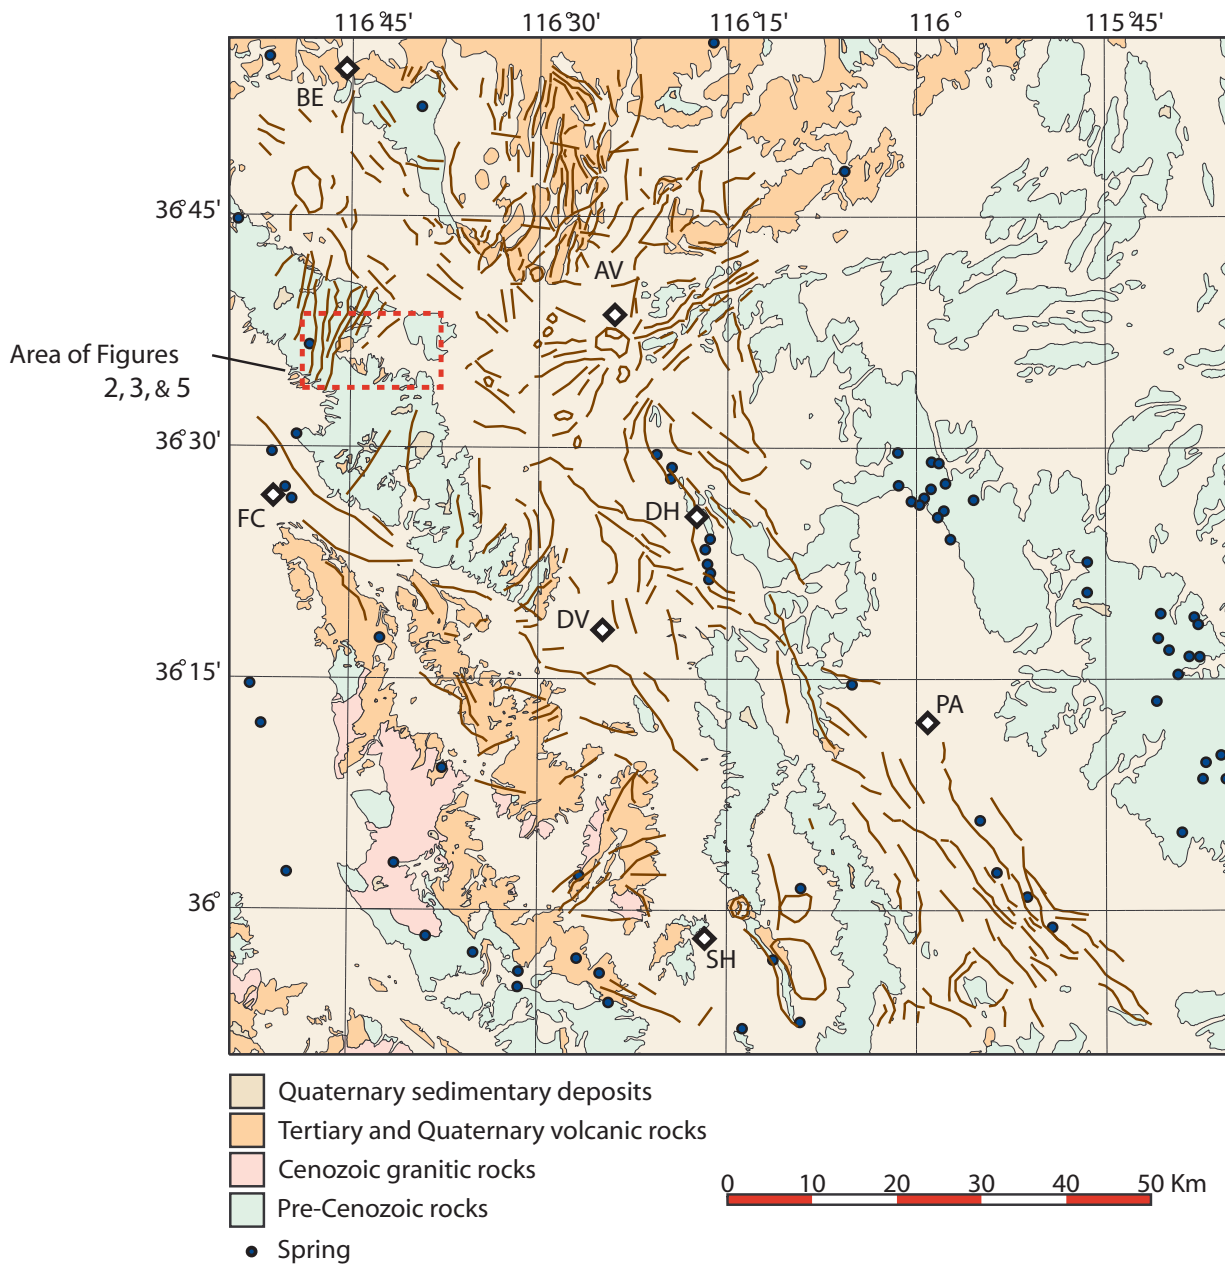 116°45' 116°30' 116°15' 116° 115°45'
BE
36°45'
AV
Area of Figures
2, 3, & 5
36°30'
FC
DH
DV
36°15'
PA
36°
SH
Quaternary sedimentary deposits
Tertiary and Quaternary volcanic rocks
Cenozoic granitic rocks
0 10 20 30 40 50 Km
Pre-Cenozoic rocks
Spring